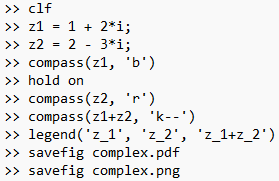 >> clf
>> z1 = 1 + 2*i;
>> z2 = 2 - 3*i;
>> compass(z1, 'b')
>> hold on
>> compass(z2, 'r')
>> compass(z1+z2, 'k--')
>> legend('z_1', 'z_2', 'z_1+z_2')
>> savefig complex.pdf
>> savefig complex.png